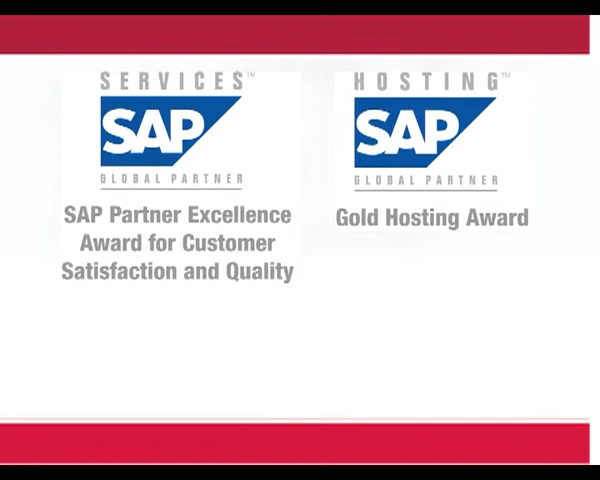 SERVICES™
SAP
GLOBAL PARTNER
SAP Partner Excellence
Award for Customer
Satisfaction and Quality
HOSTING™
SAP
GLOBAL PARTNER
Gold Hosting Award